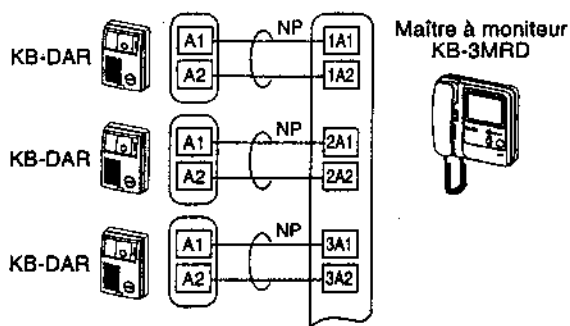 KB-DAR
A1
A2
NP
1A1
1A2
Maître à moniteur
KB-3MRD
KB-DAR
A1
A2
NP
2A1
2A2
KB-DAR
A1
A2
NP
3A1
3A2